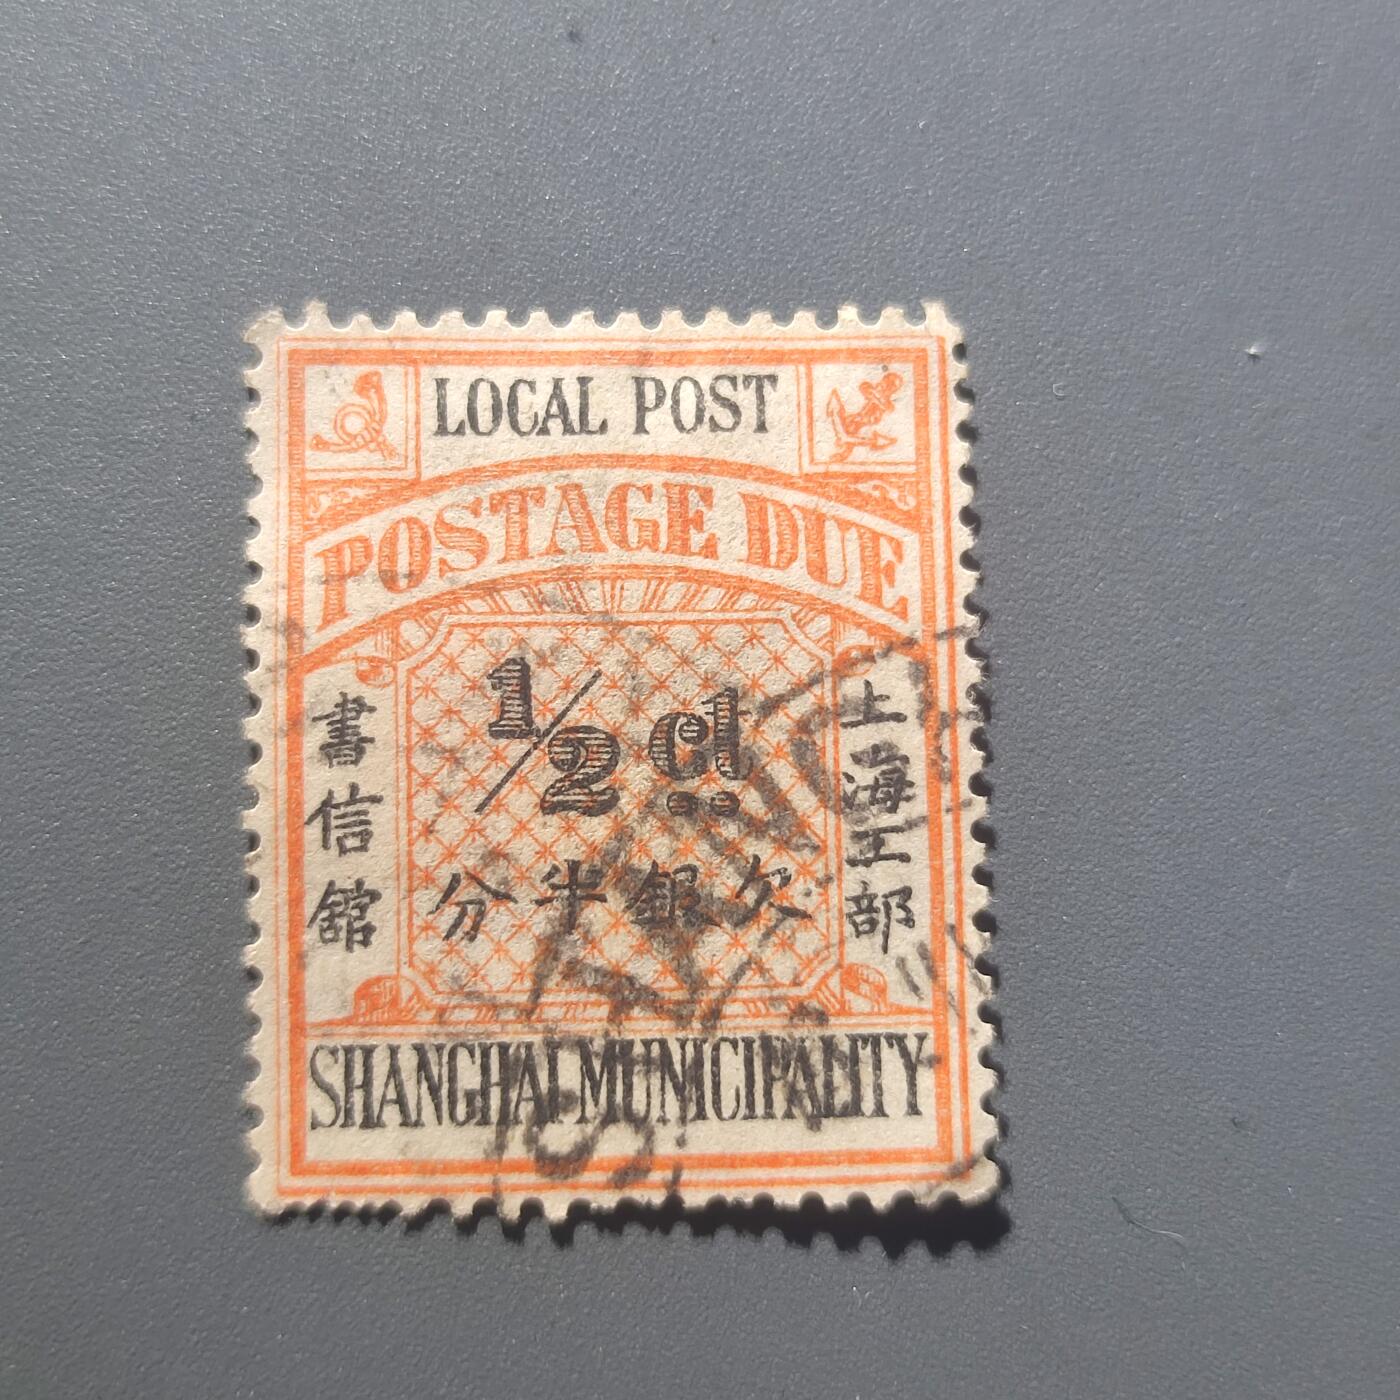 LOCAL POST
POSTAGE DUE
1/2 ct
分半銀欠
上海工部
書信館
SHANGHAI MUNICIPALITY